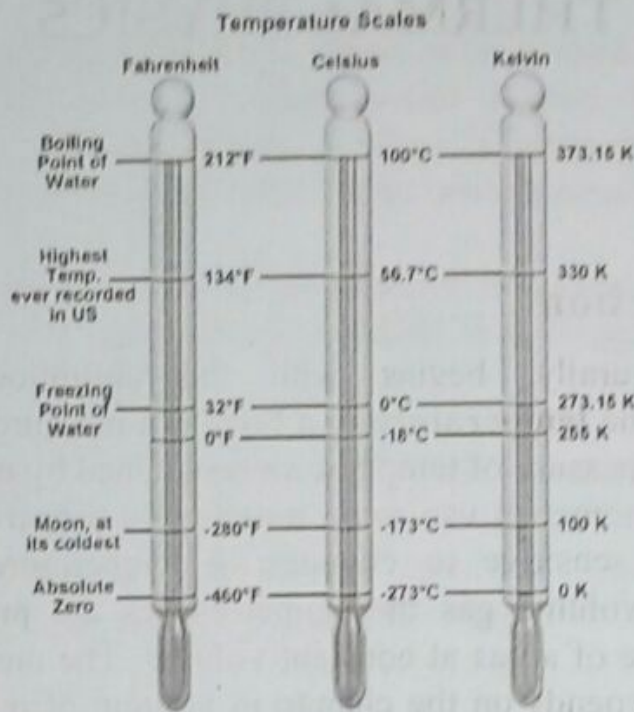 Temperature Scales
Fahrenheit Celsius Kelvin
Boiling
Point of
Water
212°F 100°C 373.15 K
Highest
Temp.
ever recorded
in US
134°F 56.7°C 330 K
Freezing
Point of
Water
32°F 0°C 273.15 K
0°F -18°C 255 K
Moon, at
its coldest
-280°F -173°C 100 K
Absolute
Zero
-460°F -273°C 0 K